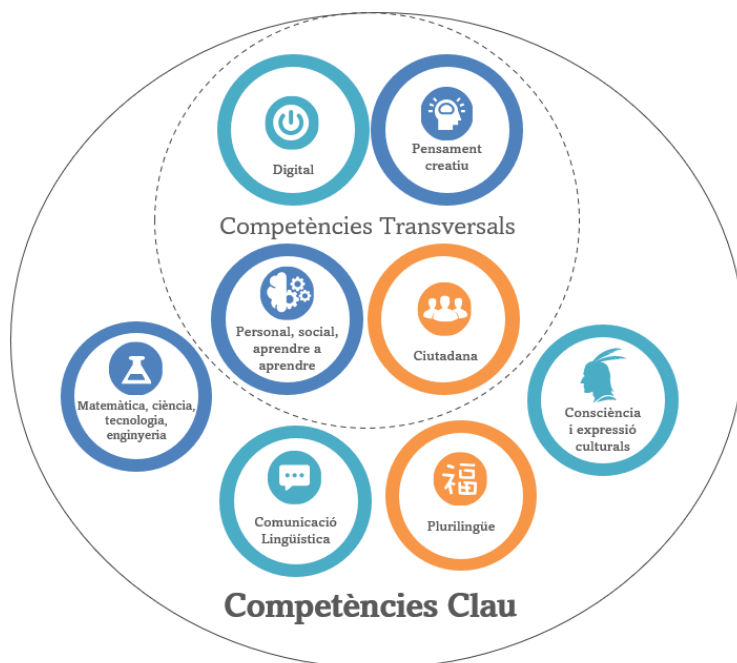 Digital
Pensament
creatiu
Competències Transversals
Personal, social,
aprendre a
aprendre
Ciutadana
Matemàtica, ciència,
tecnologia,
enginyeria
Consciència
i expressió
culturals
Comunicació
Lingüística
福
Plurilingüe
Competències Clau